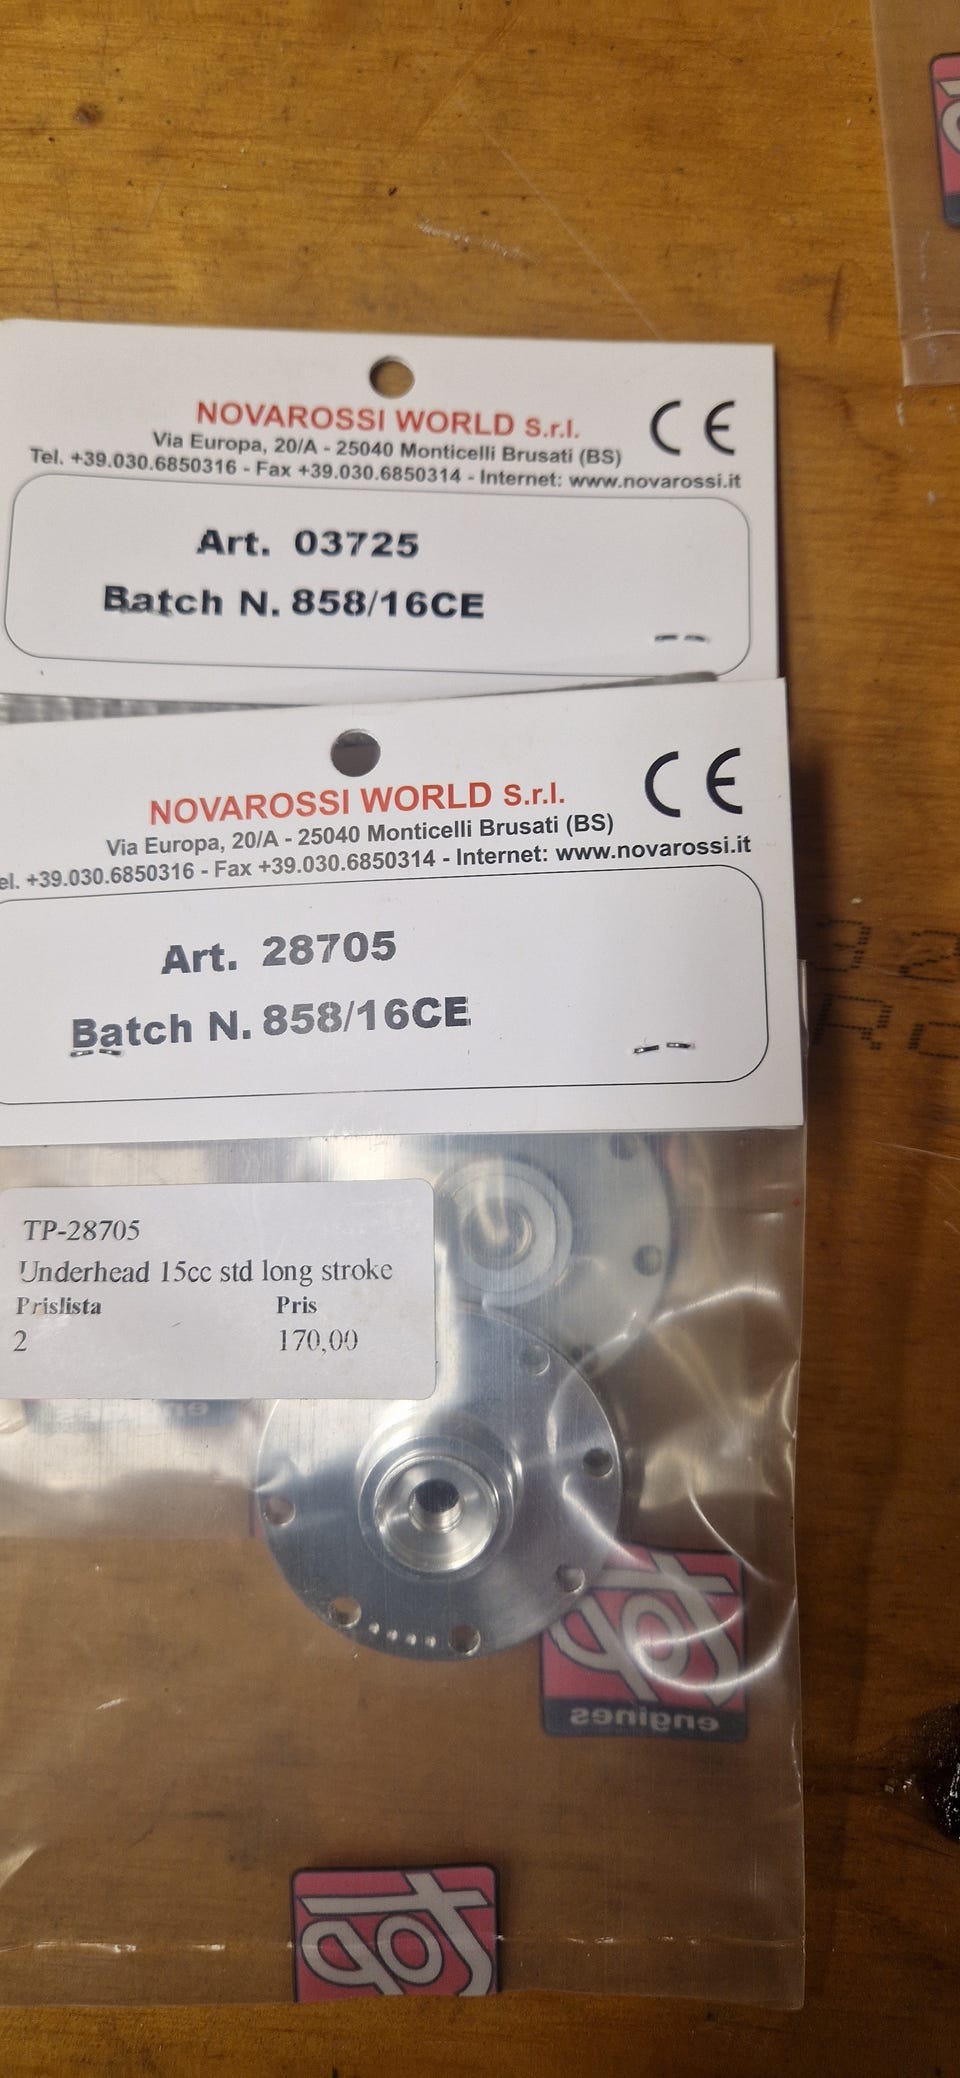 NOVAROSSI WORLD S.r.l.
CE
Via Europa, 20/A - 25040 Monticelli Brusati (BS)
Tel. +39.030.6850316 - Fax +39.030.6850314 - Internet: www.novarossi.it
Art. 03725
Batch N. 858/16CE
NOVAROSSI WORLD S.r.l.
CE
Via Europa, 20/A - 25040 Monticelli Brusati (BS)
el. +39.030.6850316 - Fax +39.030.6850314 - Internet: www.novarossi.it
Art. 28705
Batch N. 858/16CE
TP-28705
Underhead 15cc std long stroke
Prislista Pris
2 170,00
top
engines
top